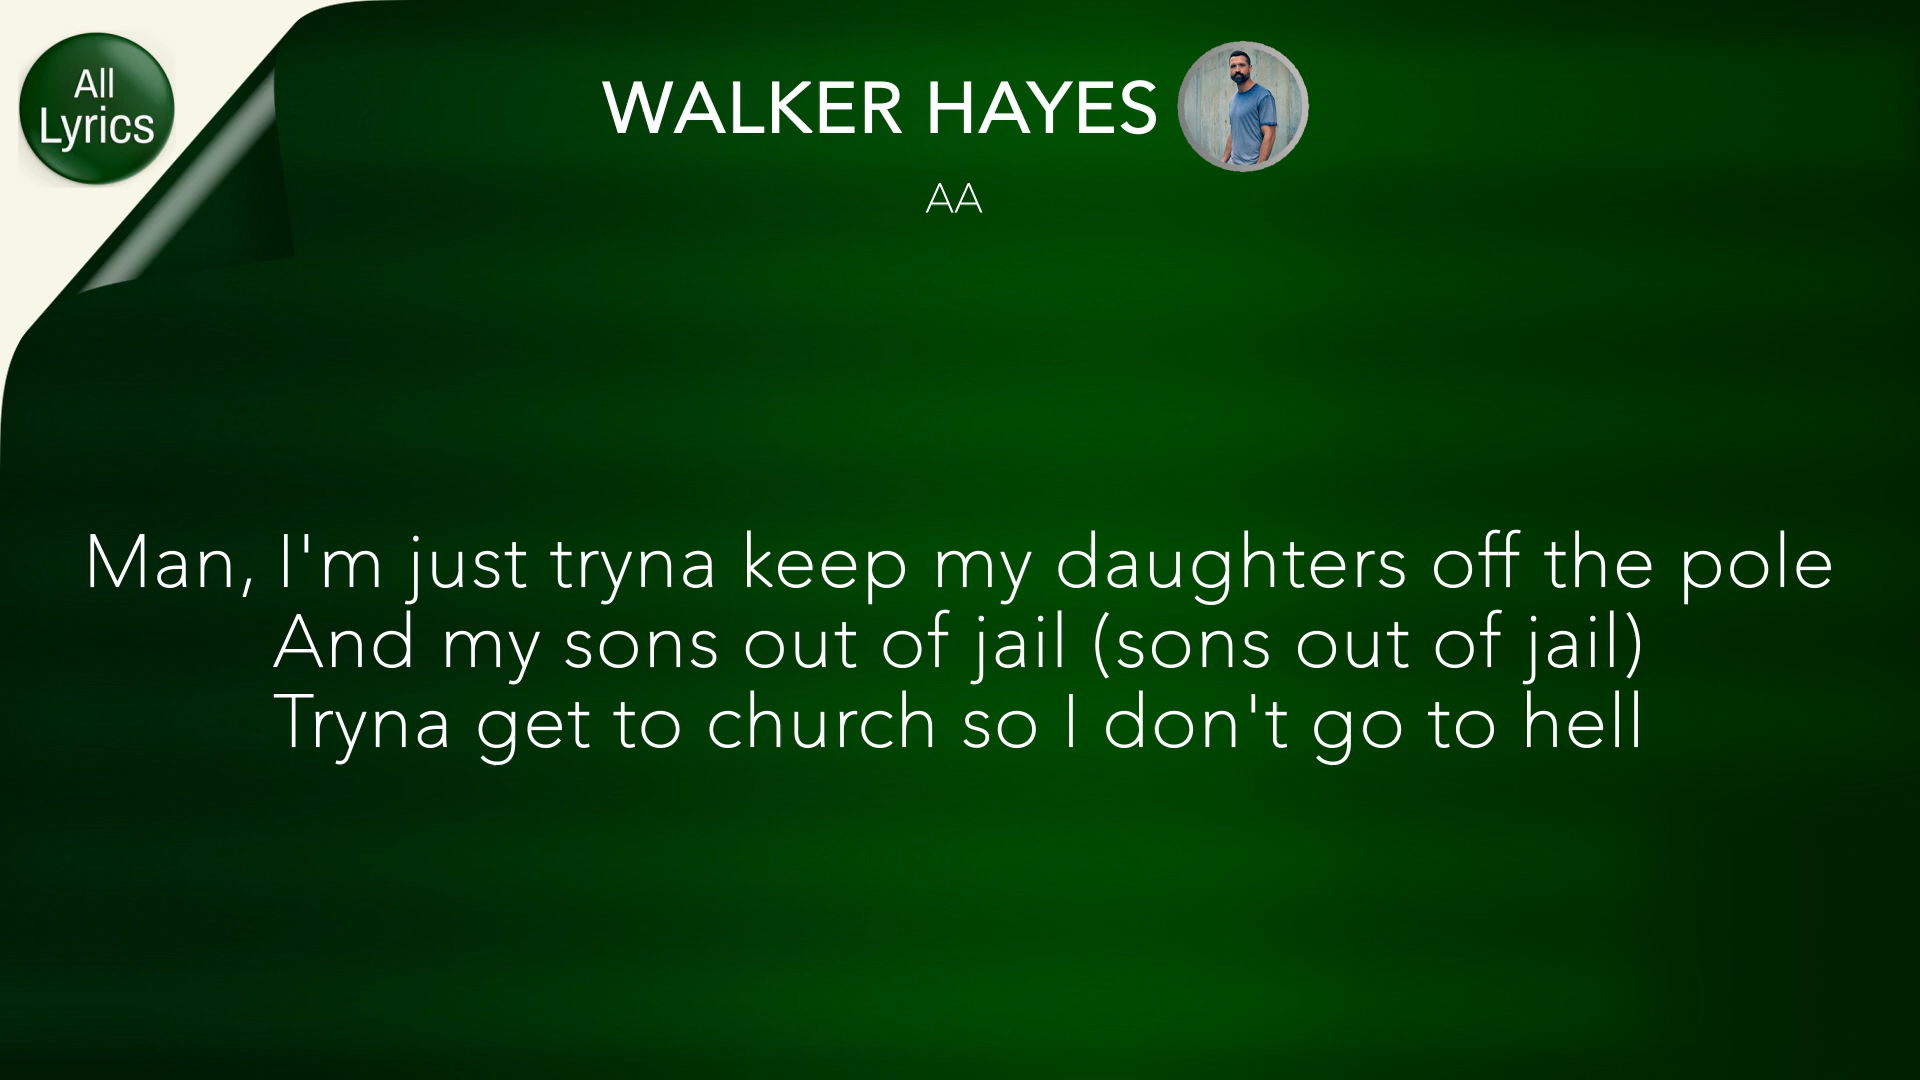 All
Lyrics
WALKER HAYES
AA
Man, I'm just tryna keep my daughters off the pole
And my sons out of jail (sons out of jail)
Tryna get to church so I don't go to hell